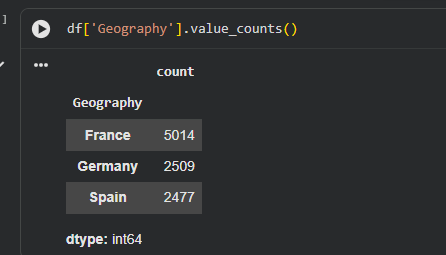 ]
df['Geography'].value_counts()
count
Geography
France 5014
Germany 2509
Spain 2477
dtype: int64